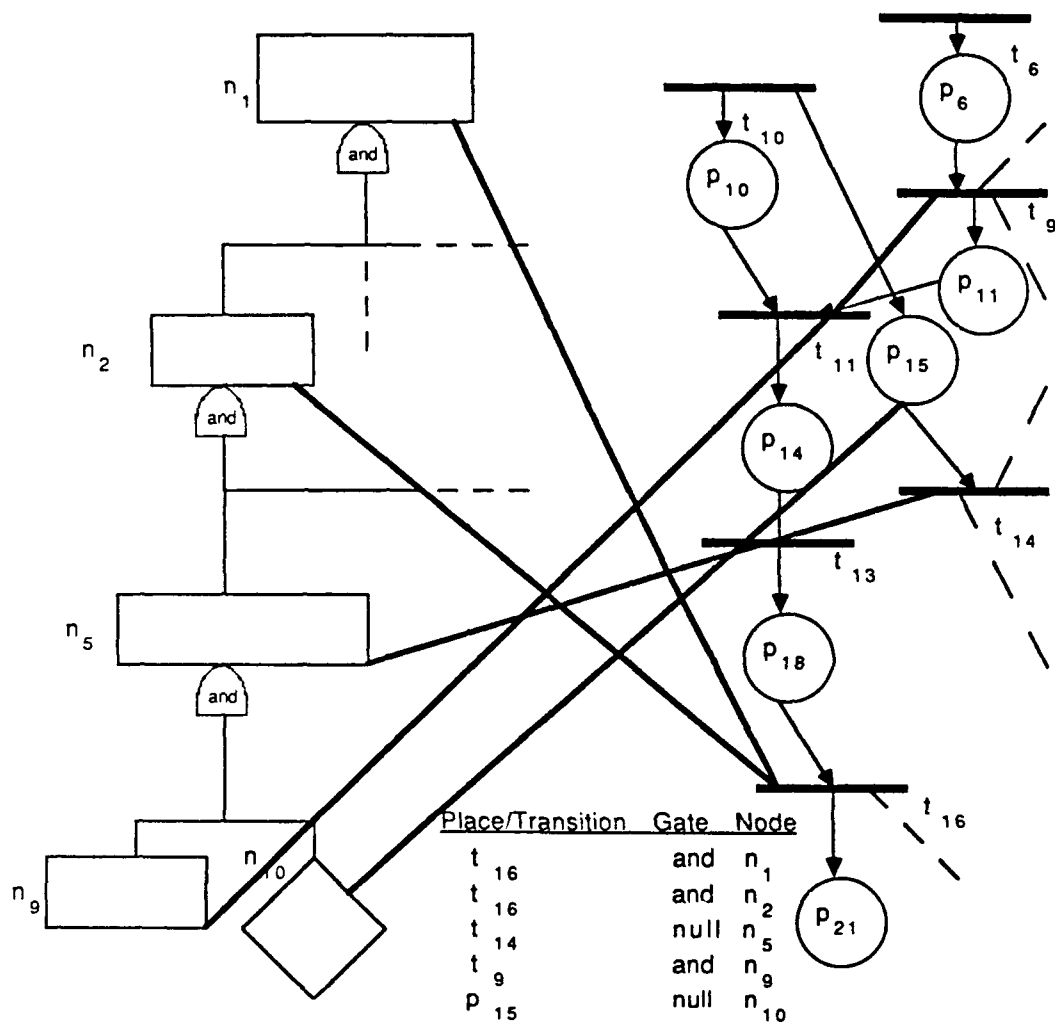 n1
and
n2
and
n5
and
n9
n10
t6
p6
t10
p10
t9
p11
t11
p15
p14
t14
t13
p18
t16
p21
Place/Transition Gate Node
t16 and n1
t16 and n2
t14 null n5
t9 and n9
p15 null n10